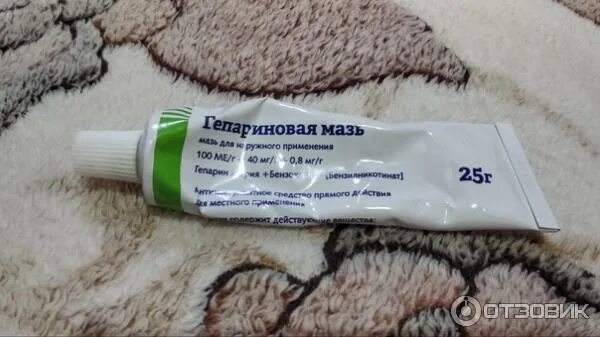 Гепариновая мазь
мазь для наружного применения
100 МЕ/г 40 мг/г 0,8 мг/г
Гепарин [Бензилникотинат]
25г
средство прямого действия
для местного применения
содержит действующие вещества:
ОТЗОВИК